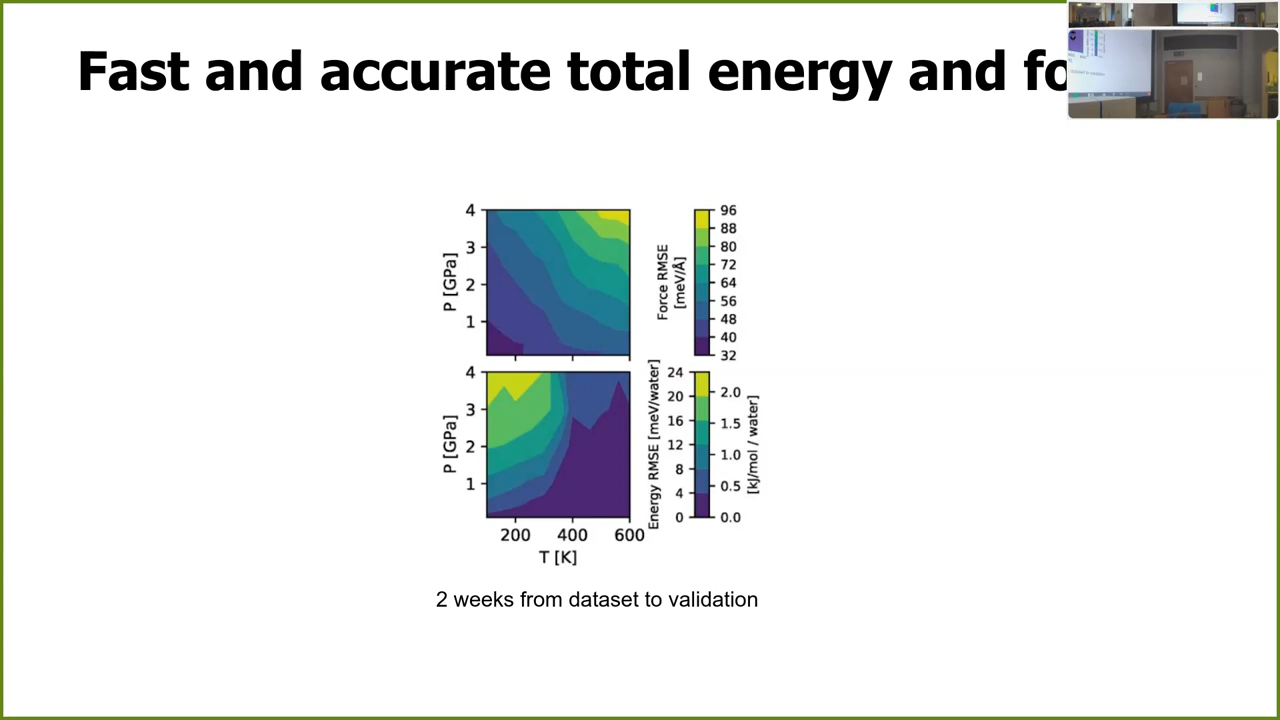 Fast and accurate total energy and fo
4
3
2
1
P [GPa]
96
88
80
72
64
56
48
40
32
Force RMSE
[meV/Å]
4
3
2
1
P [GPa]
200 400 600
T [K]
24
20
16
12
8
4
0
Energy RMSE [meV/water]
2.0
1.5
1.0
0.5
0.0
[kJ/mol / water]
2 weeks from dataset to validation